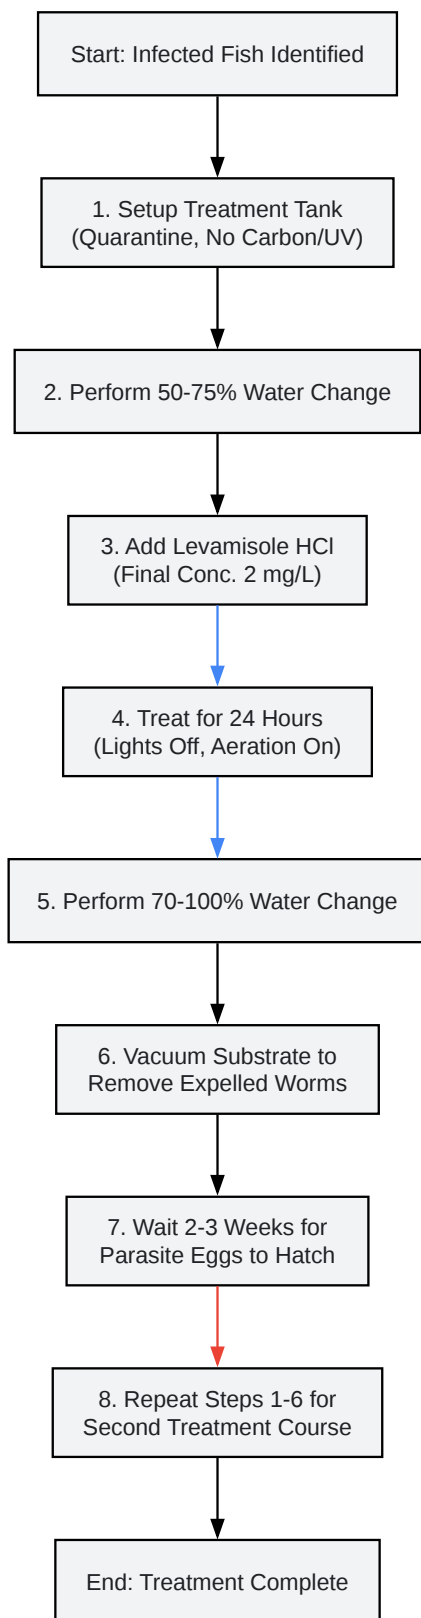 Start: Infected Fish Identified
1. Setup Treatment Tank
(Quarantine, No Carbon/UV)
2. Perform 50-75% Water Change
3. Add Levamisole HCl
(Final Conc. 2 mg/L)
4. Treat for 24 Hours
(Lights Off, Aeration On)
5. Perform 70-100% Water Change
6. Vacuum Substrate to
Remove Expelled Worms
7. Wait 2-3 Weeks for
Parasite Eggs to Hatch
8. Repeat Steps 1-6 for
Second Treatment Course
End: Treatment Complete